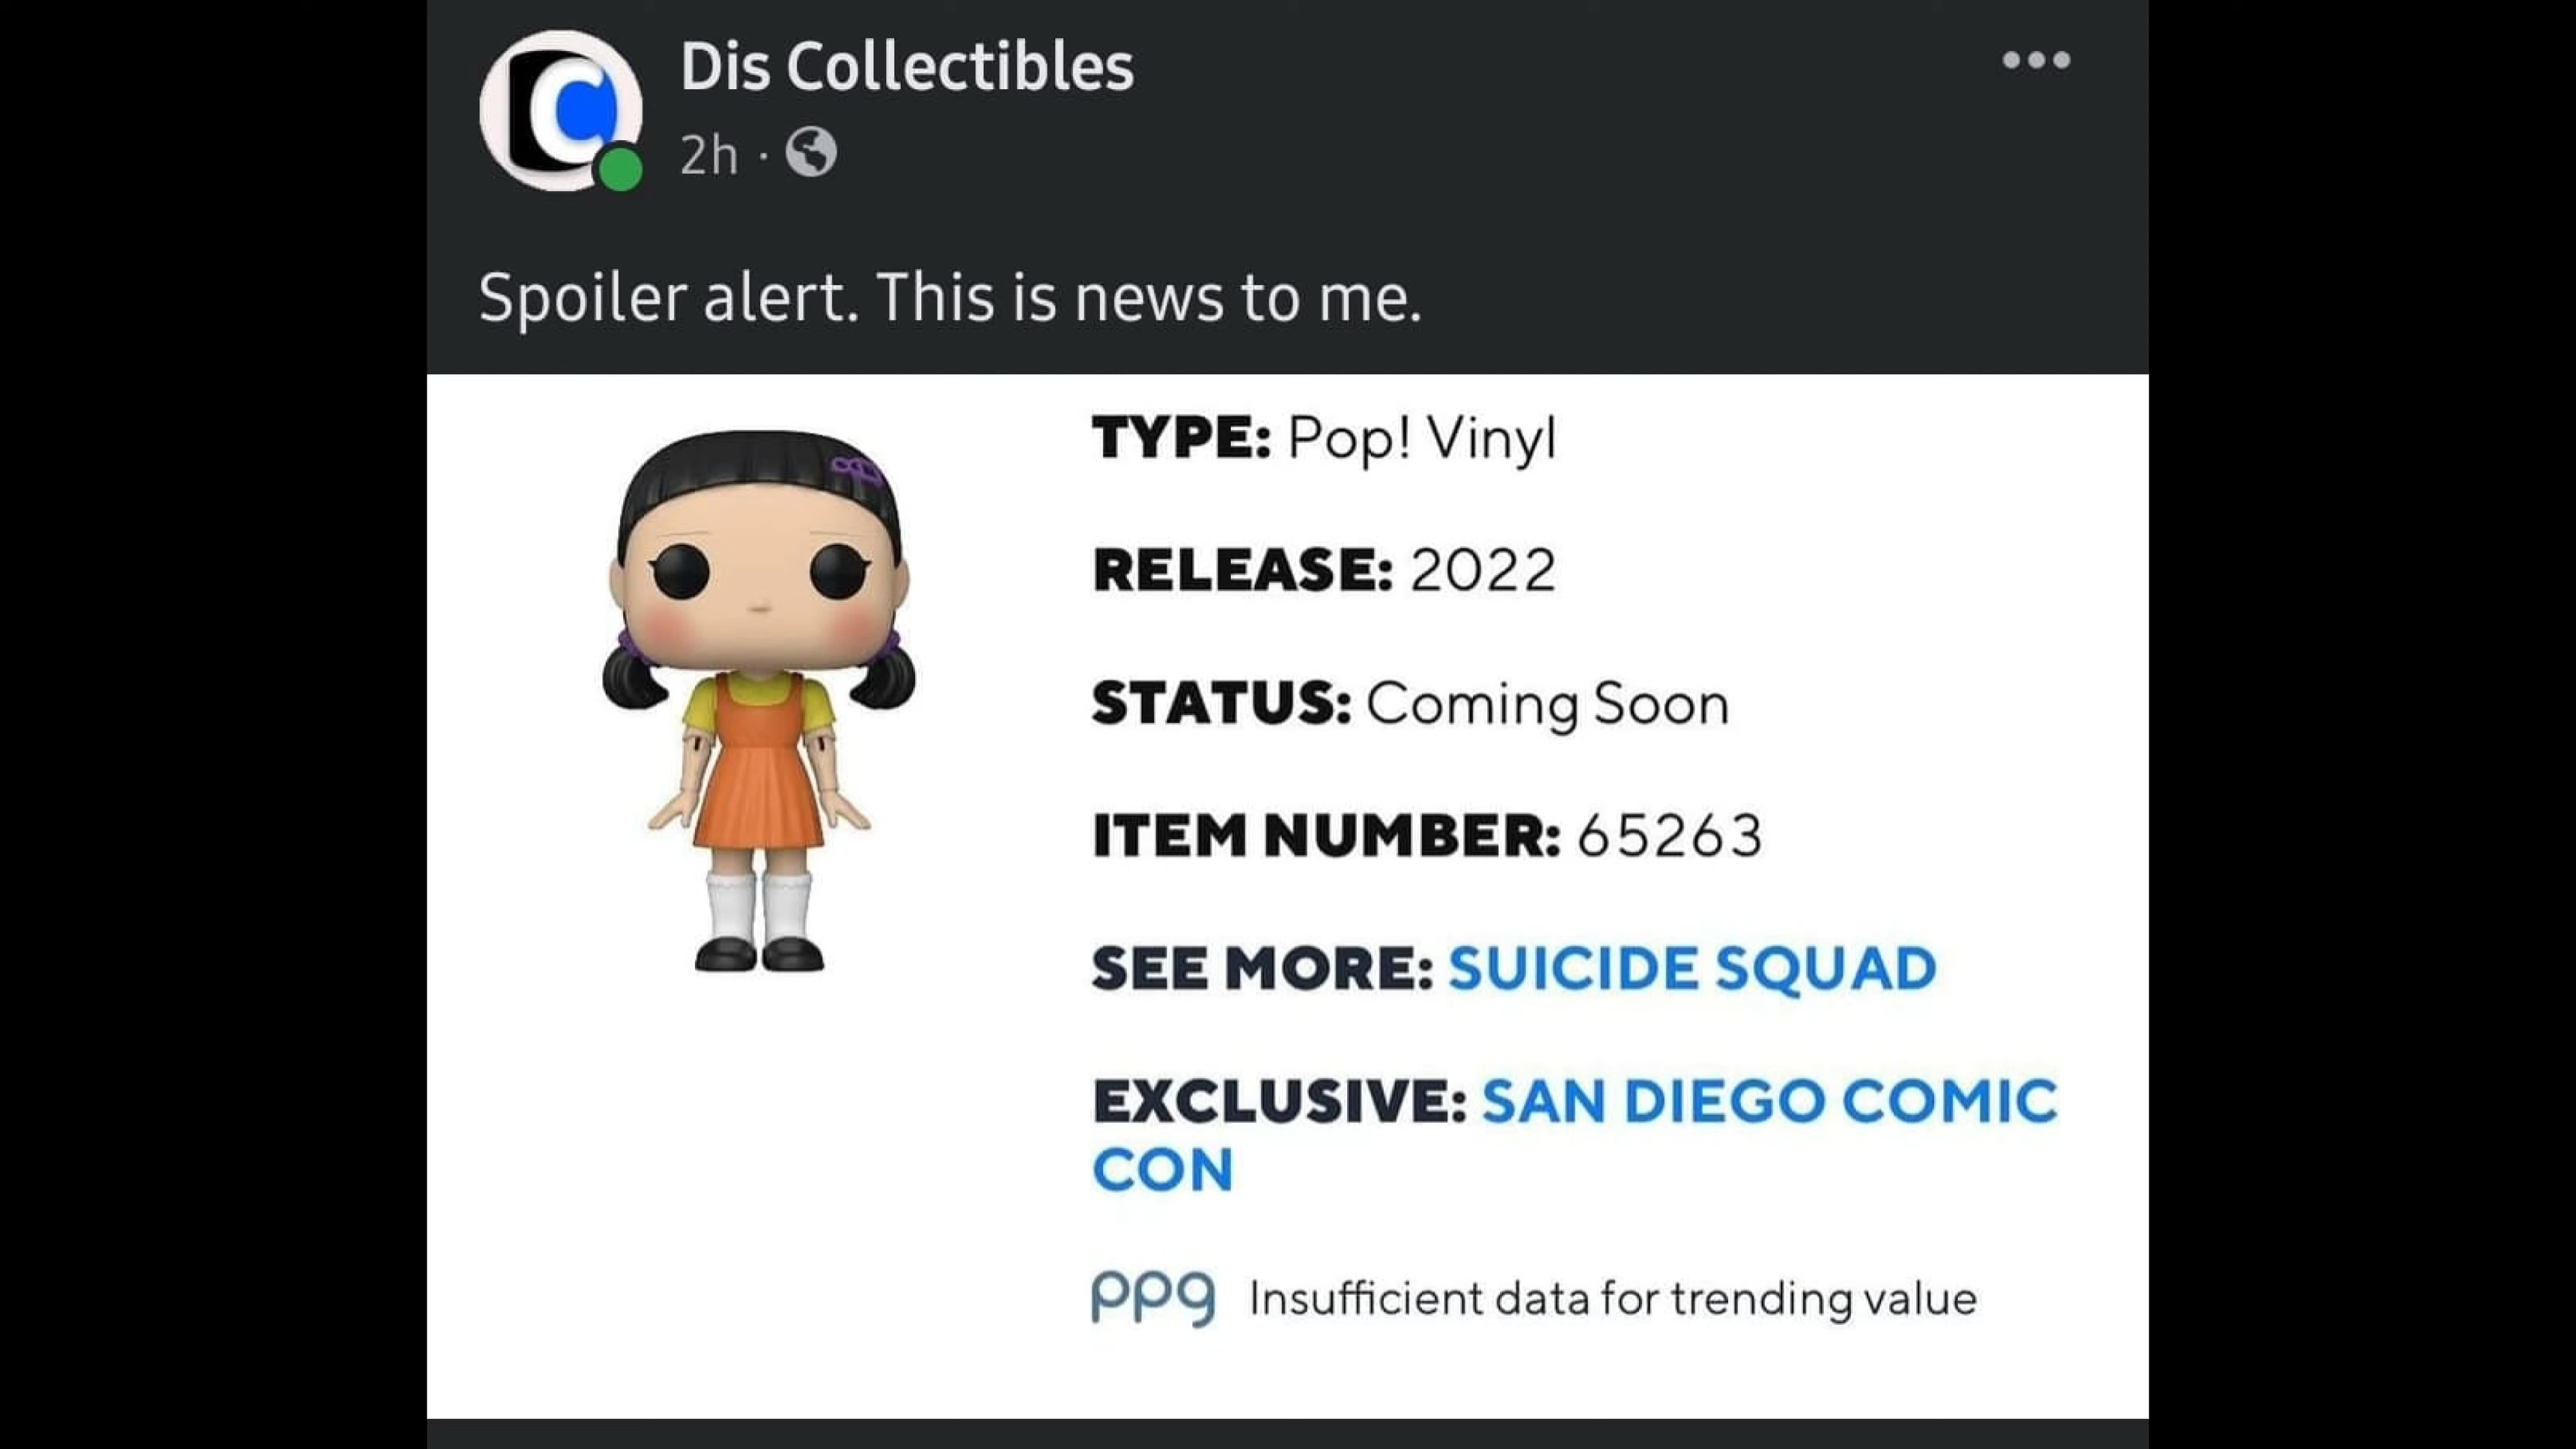 Dis Collectibles
2h ·
Spoiler alert. This is news to me.
TYPE: Pop! Vinyl
RELEASE: 2022
STATUS: Coming Soon
ITEM NUMBER: 65263
SEE MORE: SUICIDE SQUAD
EXCLUSIVE: SAN DIEGO COMIC
CON
ppg Insufficient data for trending value